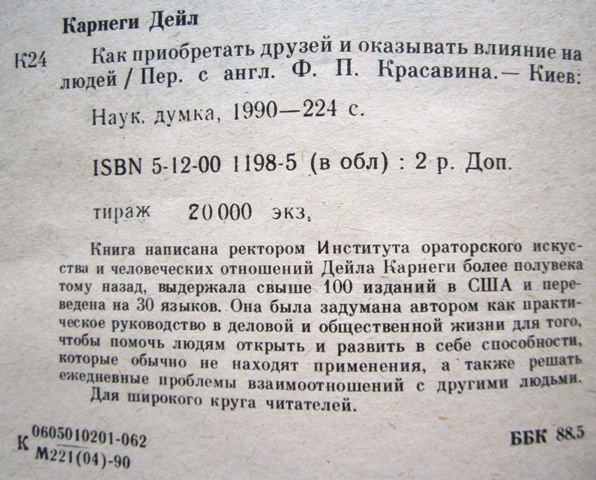 Карнеги Дейл
К24 Как приобретать друзей и оказывать влияние на
людей / Пер. с англ. Ф. П. Красавина. — Киев:
Наук. думка, 1990—224 с.
ISBN 5-12-00 1198-5 (в обл) : 2 р. Доп.
тираж 20000 экз.
Книга написана ректором Института ораторского искус-
ства и человеческих отношений Дейла Карнеги более полувека
тому назад, выдержала свыше 100 изданий в США и пере-
ведена на 30 языков. Она была задумана автором как практи-
ческое руководство в деловой и общественной жизни для того,
чтобы помочь людям открыть и развить в себе способности,
которые обычно не находят применения, а также решать
ежедневные проблемы взаимоотношений с другими людьми.
Для широкого круга читателей.
К 0605010201-062
М221(04)-90
ББК 88.5